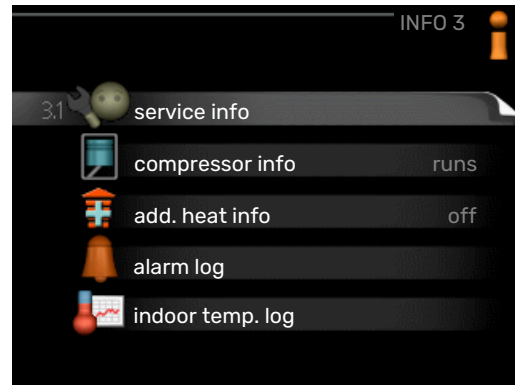 INFO 3
3.1 service info
compressor info runs
add. heat info off
alarm log
indoor temp. log